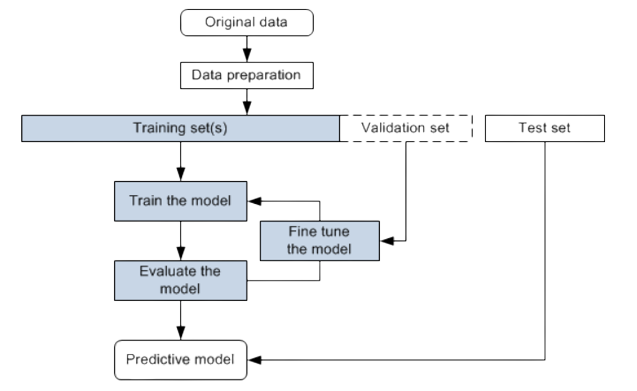 Original data
Data preparation
Training set(s)
Validation set
Test set
Train the model
Fine tune
the model
Evaluate the
model
Predictive model